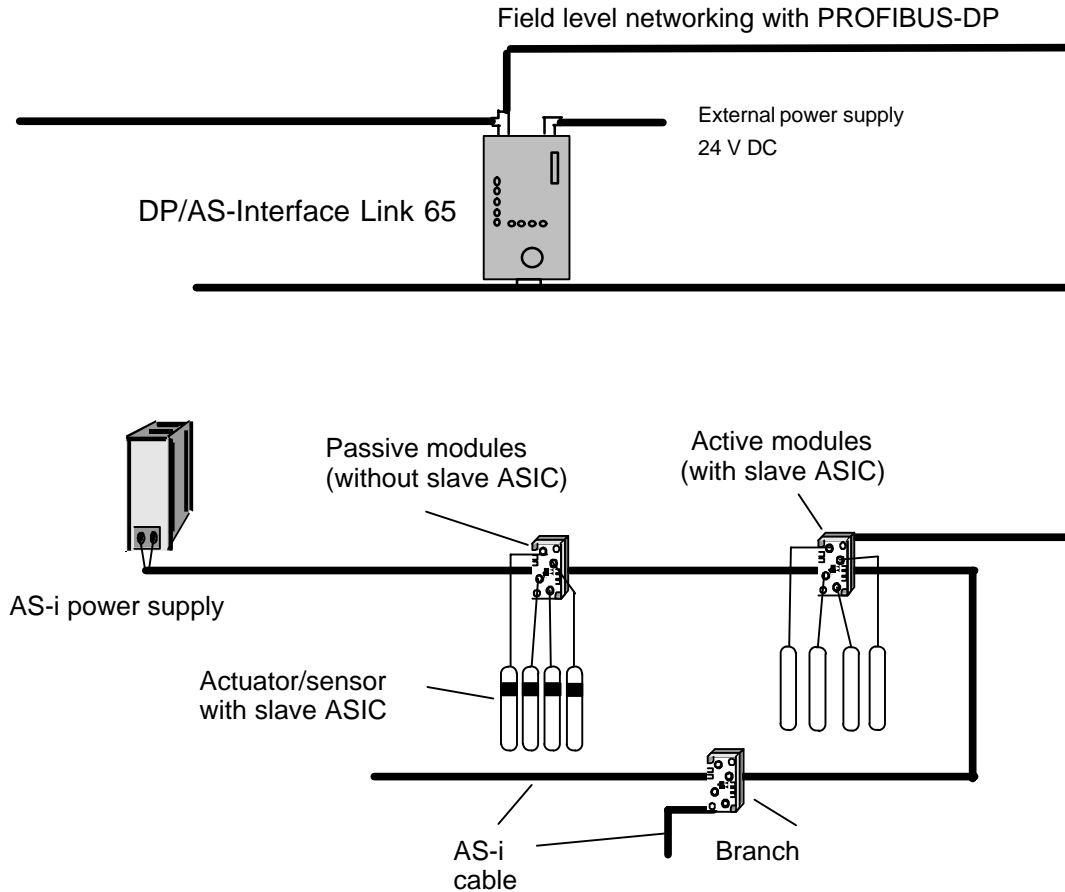 Field level networking with PROFIBUS-DP
External power supply
24 V DC
DP/AS-Interface Link 65
Passive modules
(without slave ASIC)
Active modules
(with slave ASIC)
AS-i power supply
Actuator/sensor
with slave ASIC
AS-i
cable
Branch